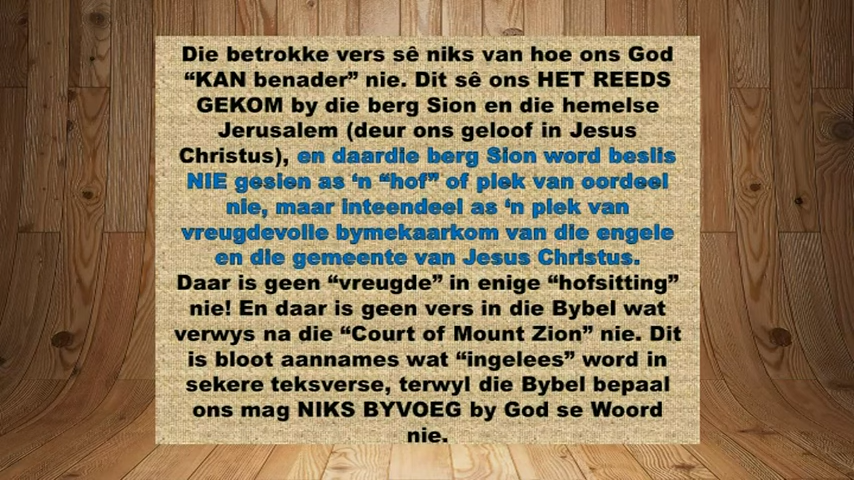 Die betrokke vers sê niks van hoe ons God
“KAN benader” nie. Dit sê ons HET REEDS
GEKOM by die berg Sion en die hemelse
Jerusalem (deur ons geloof in Jesus
Christus), en daardie berg Sion word beslis
NIE gesien as ‘n “hof” of plek van oordeel
nie, maar inteendeel as ‘n plek van
vreugdevolle bymekaarkom van die engele
en die gemeente van Jesus Christus.
Daar is geen “vreugde” in enige “hofsitting”
nie! En daar is geen vers in die Bybel wat
verwys na die “Court of Mount Zion” nie. Dit
is bloot aannames wat “ingelees” word in
sekere teksverse, terwyl die Bybel bepaal
ons mag NIKS BYVOEG by God se Woord
nie.